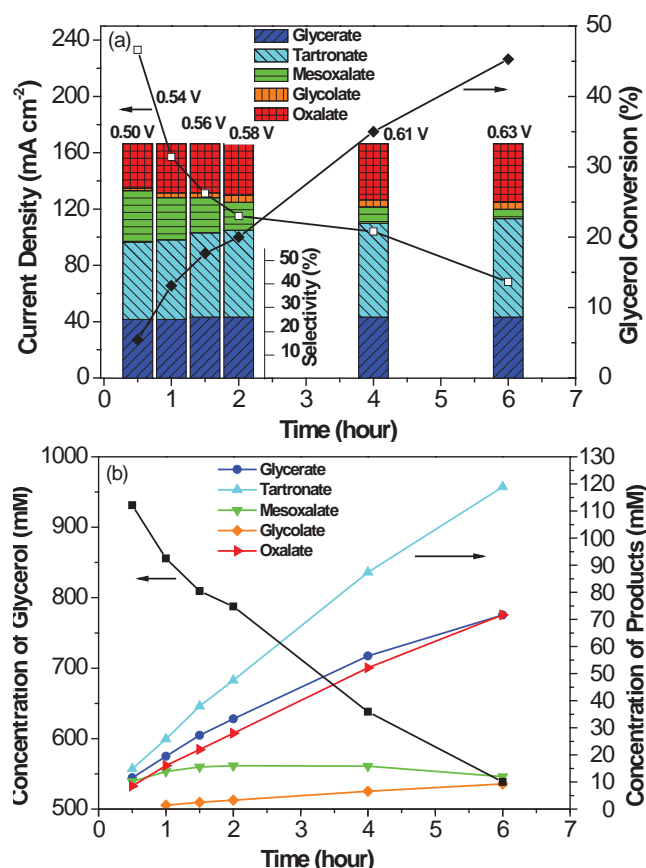 (a)
Glycerate
Tartronate
Mesoxalate
Glycolate
Oxalate
0.50 V
0.54 V
0.56 V
0.58 V
0.61 V
0.63 V
240
200
160
120
80
40
0
Current Density (mA cm⁻²)
50
40
30
20
10
Selectivity (%)
50
45
40
35
30
25
20
15
10
5
0
Glycerol Conversion (%)
0 1 2 3 4 5 6 7
Time (hour)
(b)
Glycerate
Tartronate
Mesoxalate
Glycolate
Oxalate
1000
900
800
700
600
500
Concentration of Glycerol (mM)
130
120
110
100
90
80
70
60
50
40
30
20
10
0
Concentration of Products (mM)
0 1 2 3 4 5 6 7
Time (hour)